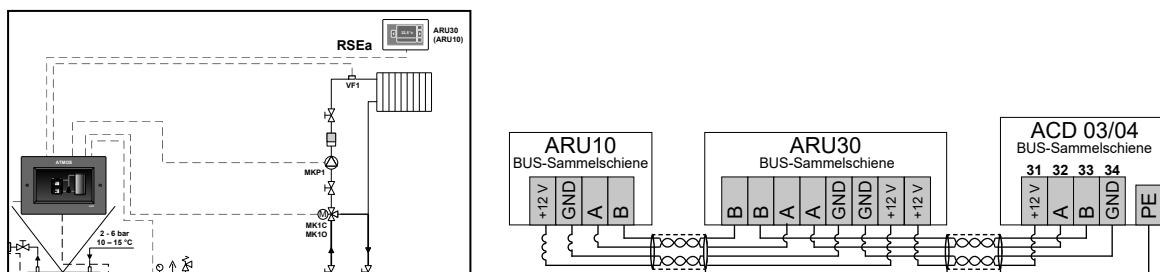 RSEa
ARU30
(ARU10)
VF1
ATMOS
MKP1
MK1C
MK1O
2 - 6 bar
10 – 15 °C
ARU10
BUS-Sammelschiene
+12 V
GND
A
B
ARU30
BUS-Sammelschiene
B
B
A
A
GND
GND
+12 V
+12 V
ACD 03/04
BUS-Sammelschiene
31 32 33 34
+12 V
A
B
GND
PE
M